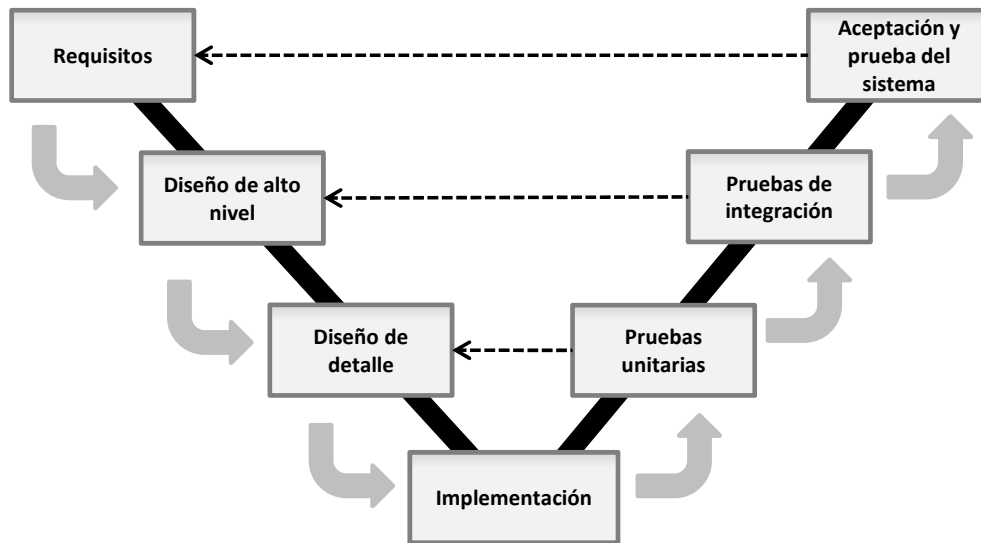 Requisitos
Aceptación y
prueba del
sistema
Diseño de alto
nivel
Pruebas de
integración
Diseño de
detalle
Pruebas
unitarias
Implementación